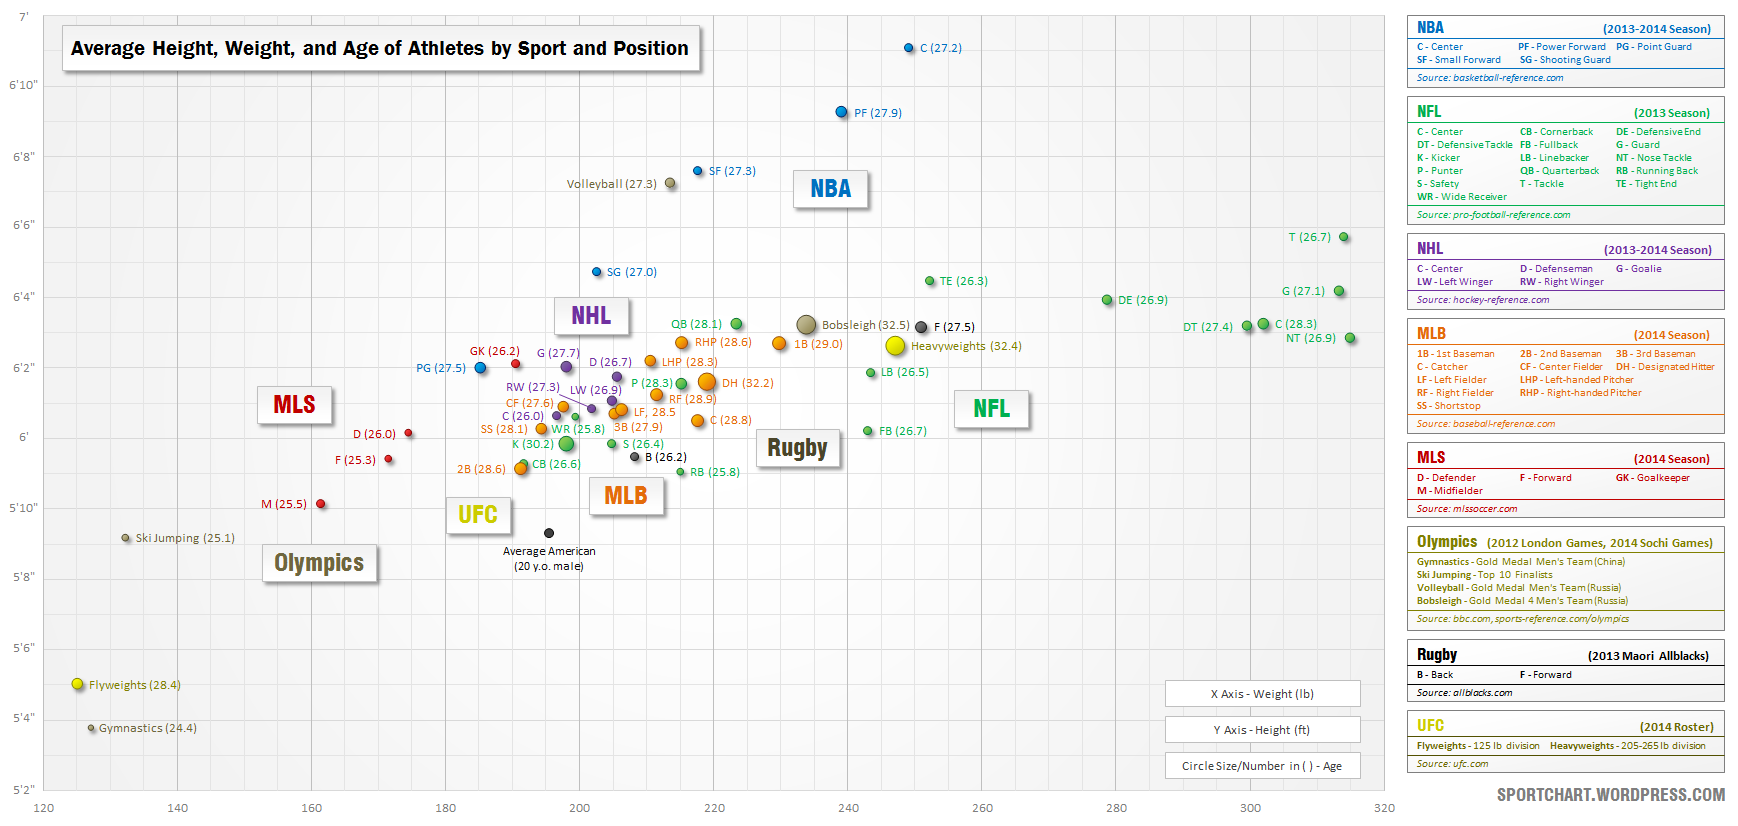 Average Height, Weight, and Age of Athletes by Sport and Position
7'
6'10"
6'8"
6'6"
6'4"
6'2"
6'
5'10"
5'8"
5'6"
5'4"
5'2"
120 140 160 180 200 220 240 260 280 300 320
C (27.2)
PF (27.9)
SF (27.3)
Volleyball (27.3)
NBA
T (26.7)
SG (27.0)
TE (26.3)
G (27.1)
DE (26.9)
NHL
QB (28.1)
Bobsleigh (32.5)
F (27.5)
DT (27.4)
C (28.3)
NT (26.9)
RHP (28.6)
1B (29.0)
Heavyweights (32.4)
GK (26.2)
G (27.7)
D (26.7)
LHP (28.3)
PG (27.5)
LB (26.5)
RW (27.3)
LW (26.9)
P (28.3)
DH (32.2)
RF (28.9)
MLS
CF (27.6)
LF, 28.5
NFL
C (26.0)
C (28.8)
SS (28.1)
WR (25.8)
3B (27.9)
D (26.0)
FB (26.7)
K (30.2)
S (26.4)
Rugby
F (25.3)
B (26.2)
2B (28.6)
CB (26.6)
RB (25.8)
MLB
M (25.5)
UFC
Ski Jumping (25.1)
Average American
(20 y.o. male)
Olympics
Flyweights (28.4)
Gymnastics (24.4)
X Axis - Weight (lb)
Y Axis - Height (ft)
Circle Size/Number in ( ) - Age
NBA (2013-2014 Season)
C - Center PF - Power Forward PG - Point Guard
SF - Small Forward SG - Shooting Guard
Source: basketball-reference.com
NFL (2013 Season)
C - Center CB - Cornerback DE - Defensive End
DT - Defensive Tackle FB - Fullback G - Guard
K - Kicker LB - Linebacker NT - Nose Tackle
P - Punter QB - Quarterback RB - Running Back
S - Safety T - Tackle TE - Tight End
WR - Wide Receiver
Source: pro-football-reference.com
NHL (2013-2014 Season)
C - Center D - Defenseman G - Goalie
LW - Left Winger RW - Right Winger
Source: hockey-reference.com
MLB (2014 Season)
1B - 1st Baseman 2B - 2nd Baseman 3B - 3rd Baseman
C - Catcher CF - Center Fielder DH - Designated Hitter
LF - Left Fielder LHP - Left-handed Pitcher
RF - Right Fielder RHP - Right-handed Pitcher
SS - Shortstop
Source: baseball-reference.com
MLS (2014 Season)
D - Defender F - Forward GK - Goalkeeper
M - Midfielder
Source: mlssoccer.com
Olympics (2012 London Games, 2014 Sochi Games)
Gymnastics - Gold Medal Men's Team (China)
Ski Jumping - Top 10 Finalists
Volleyball - Gold Medal Men's Team (Russia)
Bobsleigh - Gold Medal 4 Men's Team (Russia)
Source: bbc.com, sports-reference.com/olympics
Rugby (2013 Maori Allblacks)
B - Back F - Forward
Source: allblacks.com
UFC (2014 Roster)
Flyweights - 125 lb division Heavyweights - 205-265 lb division
Source: ufc.com
SPORTCHART.WORDPRESS.COM